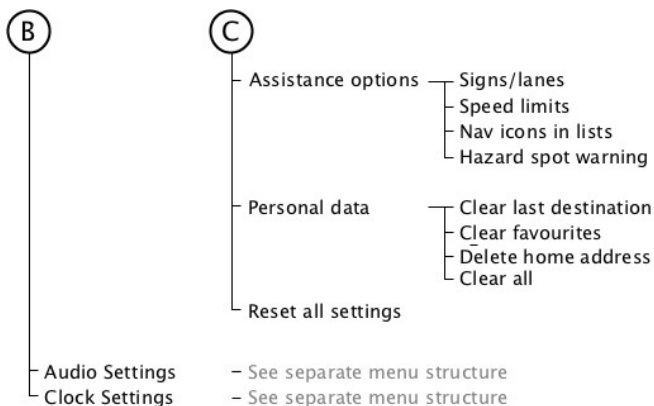 B C
Assistance options Signs/lanes
Speed limits
Nav icons in lists
Hazard spot warning
Personal data Clear last destination
Clear favourites
Delete home address
Clear all
Reset all settings
Audio Settings – See separate menu structure
Clock Settings – See separate menu structure